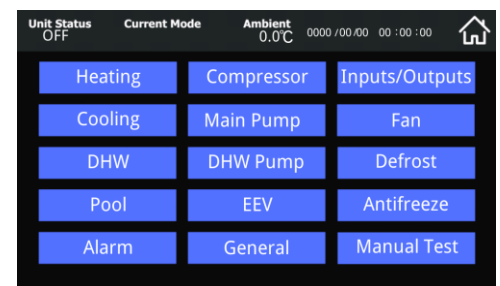 Unit Status Current Mode Ambient
OFF 0.0℃ 0000 /00 /00 00 :00 :00
Heating Compressor Inputs/Outputs
Cooling Main Pump Fan
DHW DHW Pump Defrost
Pool EEV Antifreeze
Alarm General Manual Test